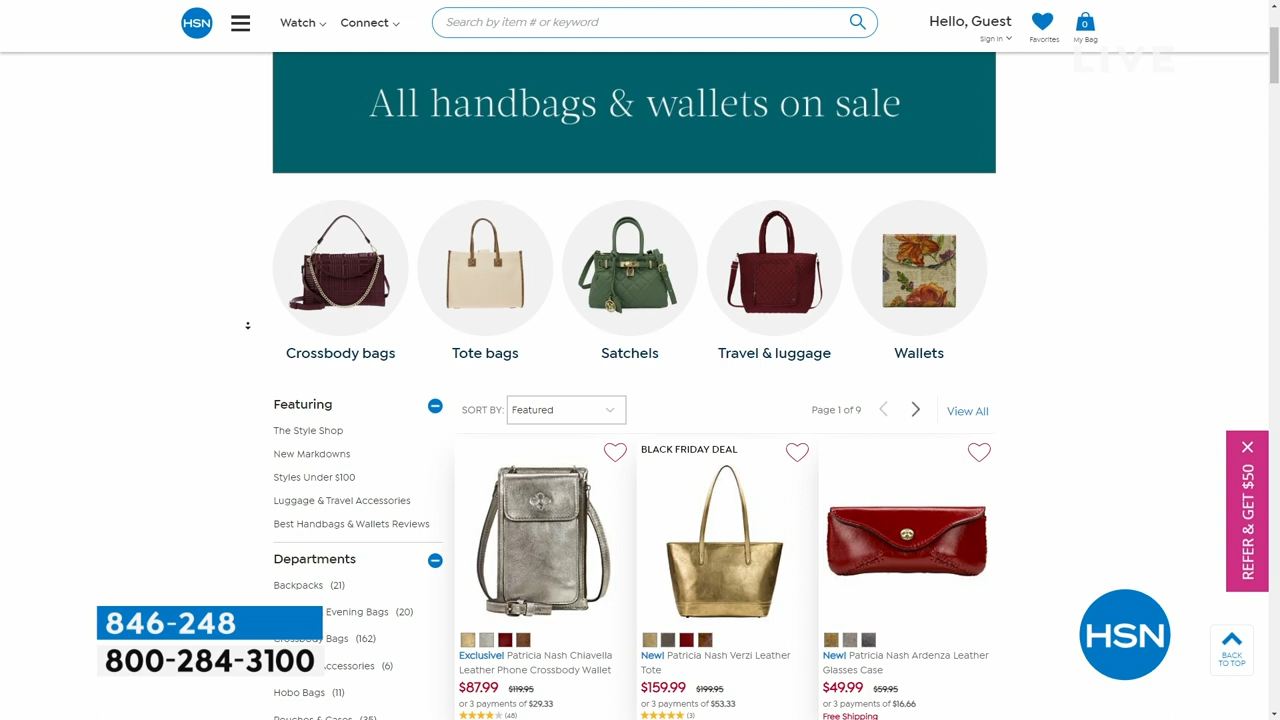 HSN
Watch
Connect
Search by item # or keyword
Hello, Guest
Sign In
Favorites
0
My Bag
LIVE
All handbags & wallets on sale
Crossbody bags
Tote bags
Satchels
Travel & luggage
Wallets
Featuring
The Style Shop
New Markdowns
Styles Under $100
Luggage & Travel Accessories
Best Handbags & Wallets Reviews
Departments
Backpacks (21)
Evening Bags (20)
Crossbody Bags (162)
ccessories (6)
Hobo Bags (11)
Pouches & Cases (35)
SORT BY: Featured
Page 1 of 9
View All
Exclusive! Patricia Nash Chiavella
Leather Phone Crossbody Wallet
$87.99 $119.95
or 3 payments of $29.33
(48)
BLACK FRIDAY DEAL
New! Patricia Nash Verzi Leather
Tote
$159.99 $199.95
or 3 payments of $53.33
(3)
New! Patricia Nash Ardenza Leather
Glasses Case
$49.99 $59.95
or 3 payments of $16.66
Free Shipping
REFER & GET $50
846-248
800-284-3100
HSN
BACK
TO TOP